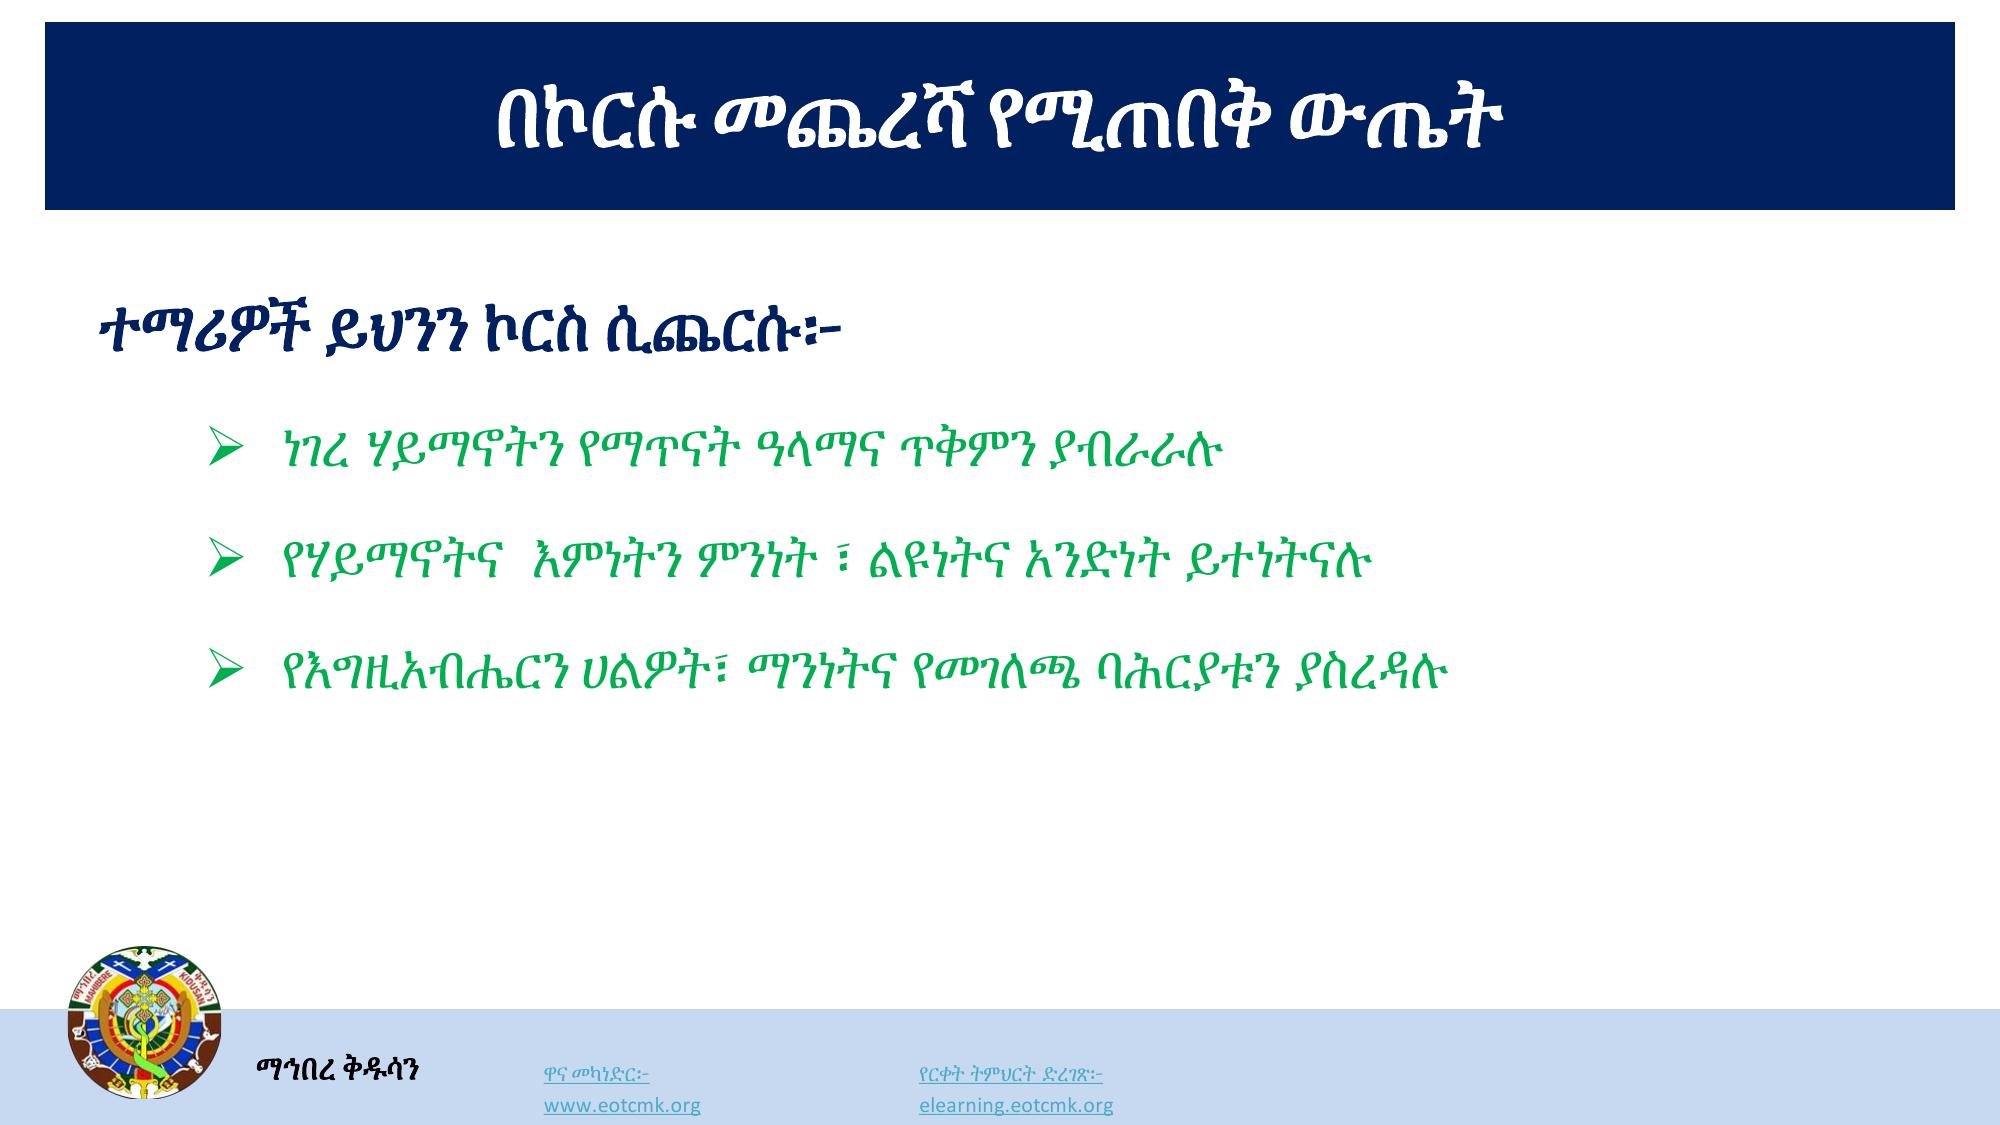 በኮርሱ መጨረሻ የሚጠበቅ ውጤት
ተማሪዎች ይህንን ኮርስ ሲጨርሱ፡-
➢ ነገረ ሃይማኖትን የማጥናት ዓላማና ጥቅምን ያብራራሉ
➢ የሃይማኖትና እምነትን ምንነት ፣ ልዩነትና አንድነት ይተነትናሉ
➢ የእግዚአብሔርን ሀልዎት፣ ማንነትና የመገለጫ ባሕርያቱን ያስረዳሉ
ማኅበረ ቅዱሳን
MAHIBERE KIDUSAN
ማኅበረ ቅዱሳን
ዋና መካነድር፡-
www.eotcmk.org
የርቀት ትምህርት ድረገጽ፡-
elearning.eotcmk.org